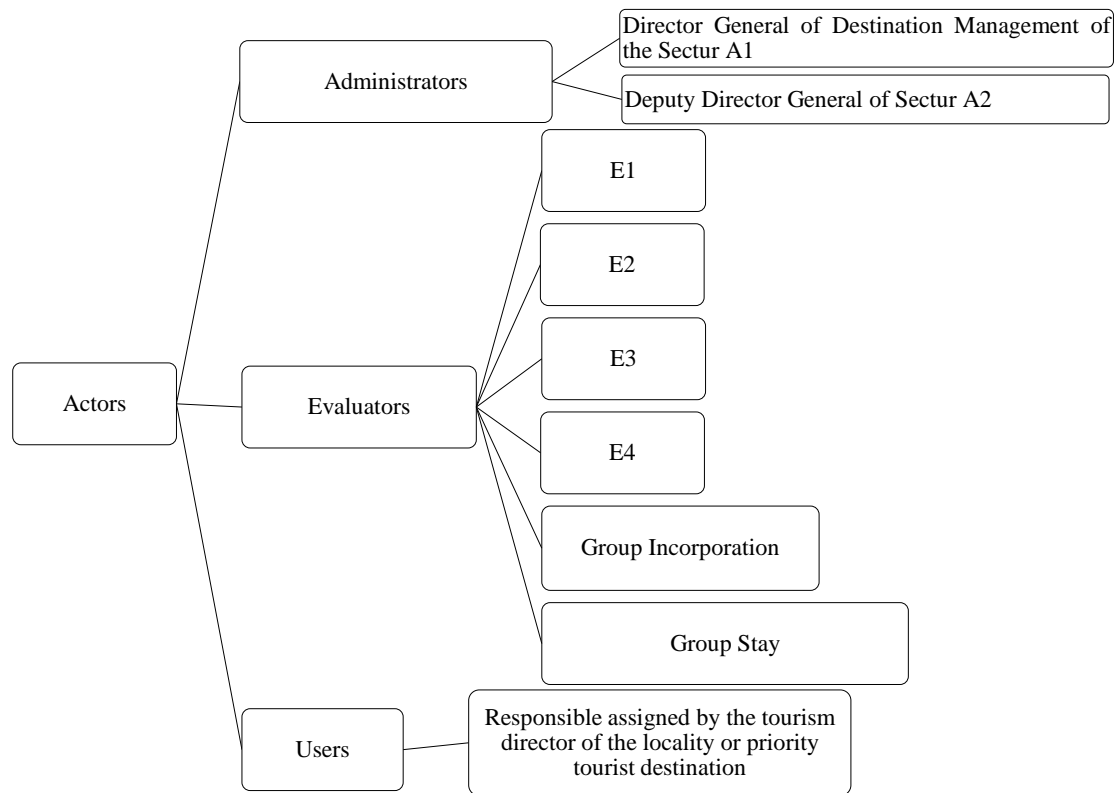 Director General of Destination Management of
the Sectur A1
Administrators
Deputy Director General of Sectur A2
E1
E2
E3
Actors
Evaluators
E4
Group Incorporation
Group Stay
Users
Responsible assigned by the tourism
director of the locality or priority
tourist destination